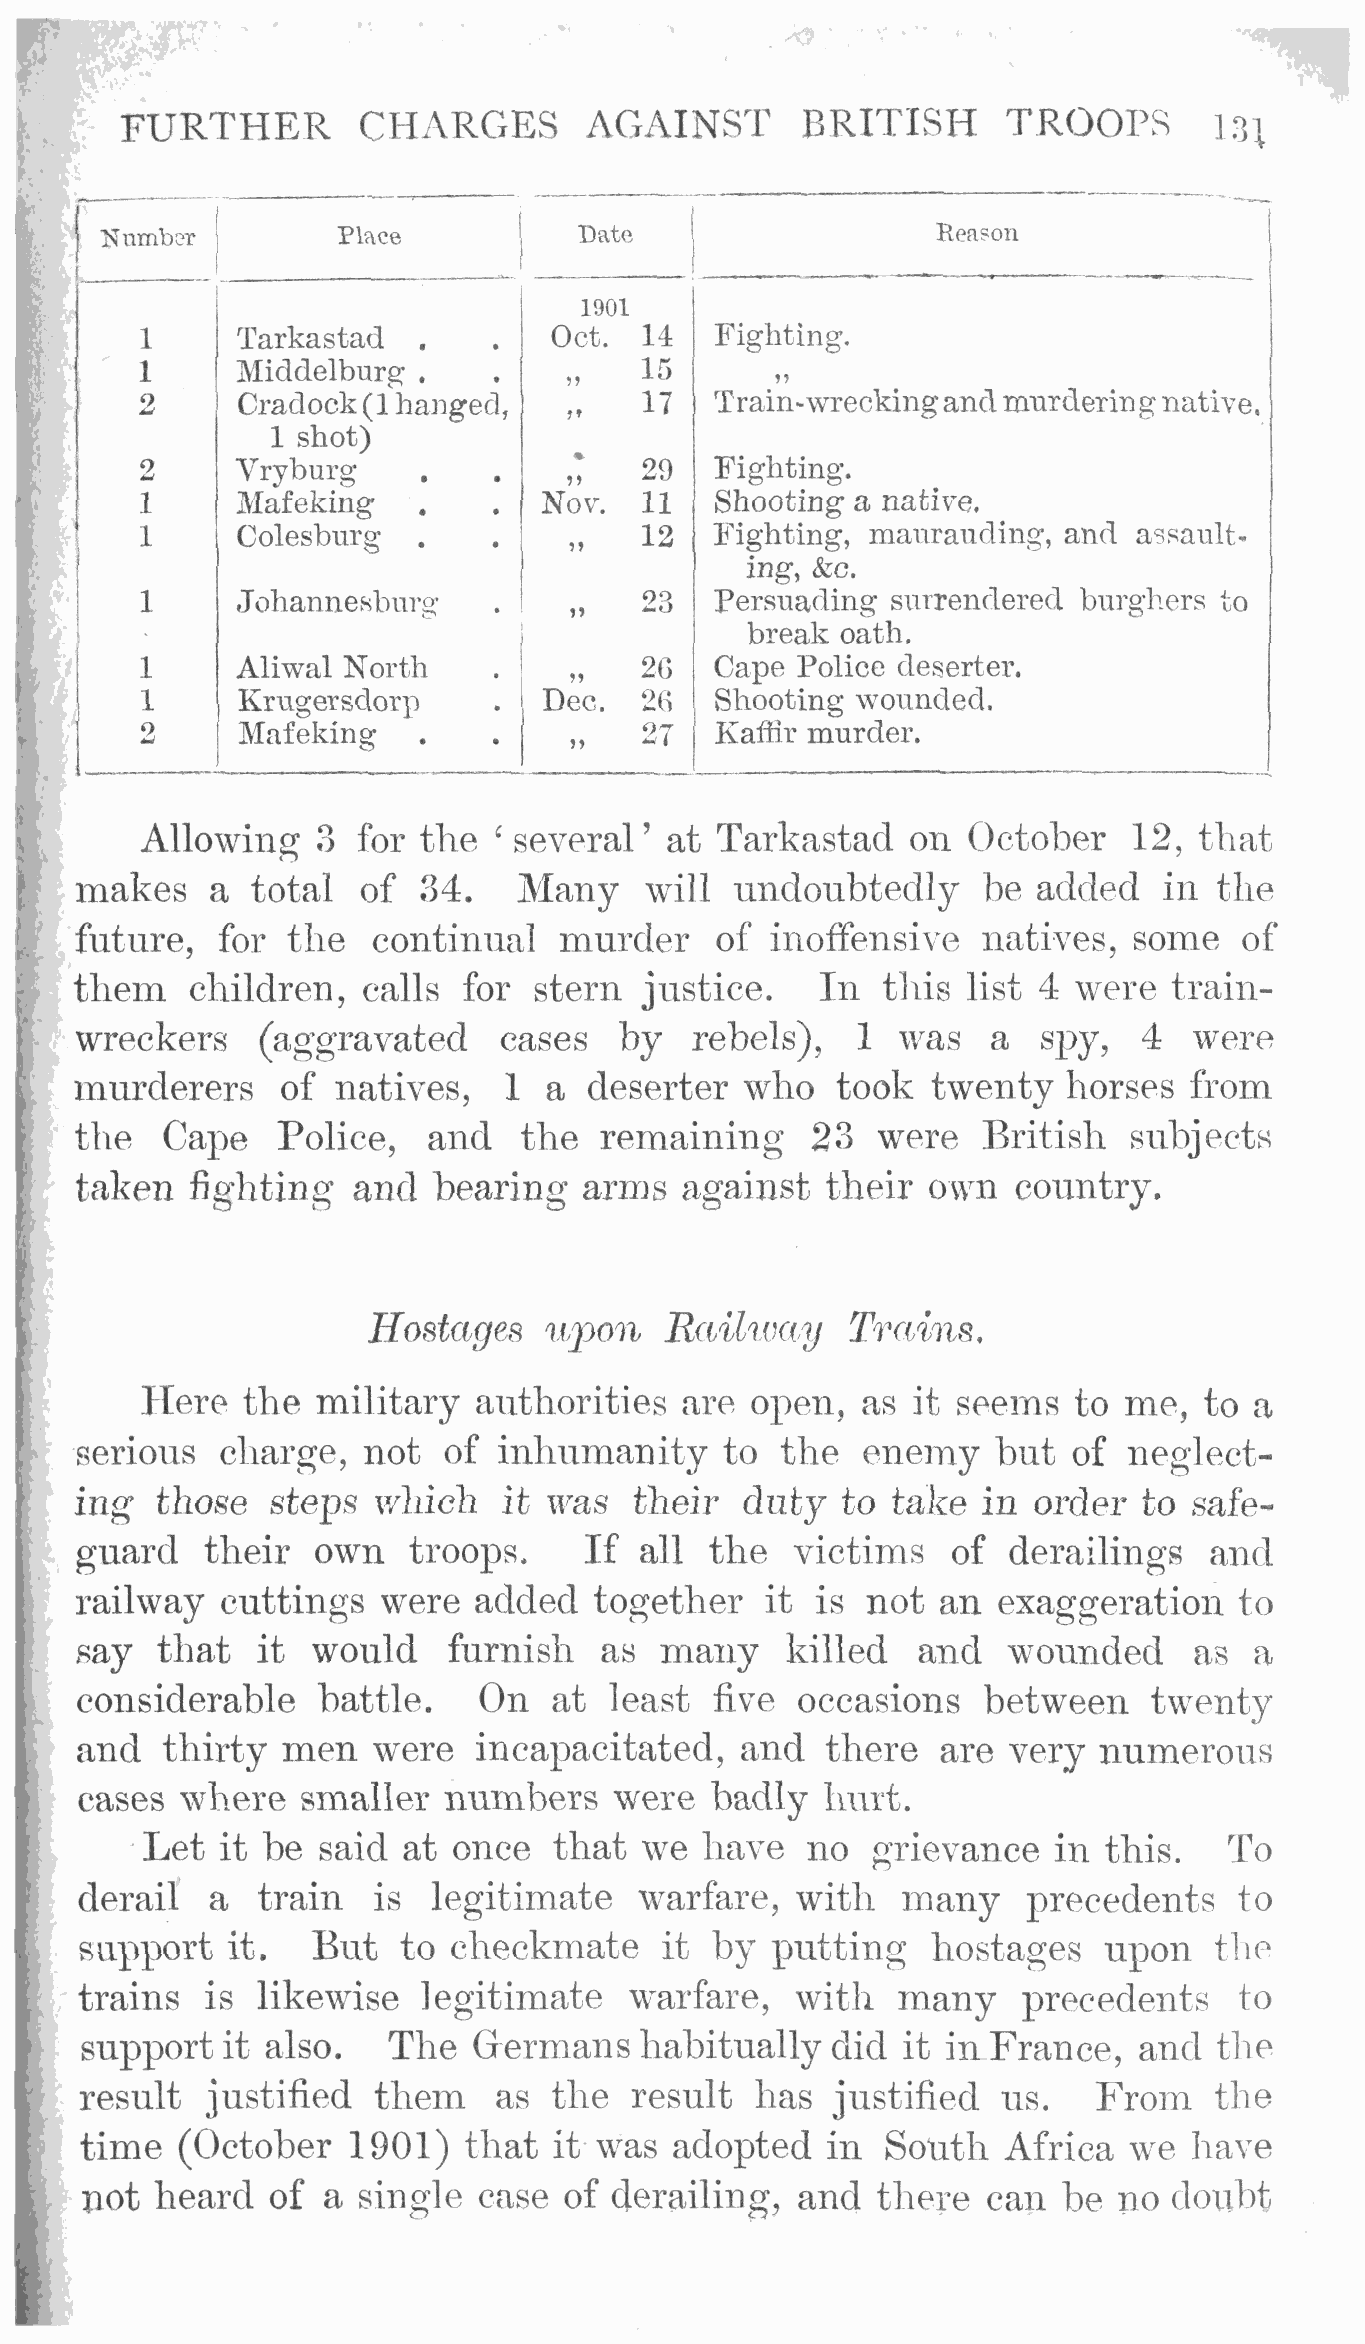 FURTHER CHARGES AGAINST BRITISH TROOPS 131
Number Place Date Reason
1901
1 Tarkastad . . Oct. 14 Fighting.
1 Middelburg . . „ 15 „
2 Cradock (1 hanged, „ 17 Train-wrecking and murdering native.
1 shot)
2 Vryburg . . „ 29 Fighting.
1 Mafeking . . Nov. 11 Shooting a native.
1 Colesburg . . „ 12 Fighting, maurauding, and assault-
ing, &c.
1 Johannesburg . „ 23 Persuading surrendered burghers to
break oath.
1 Aliwal North . „ 26 Cape Police deserter.
1 Krugersdorp . Dec. 26 Shooting wounded.
2 Mafeking . . „ 27 Kaffir murder.
Allowing 3 for the ‘several’ at Tarkastad on October 12, that
makes a total of 34. Many will undoubtedly be added in the
future, for the continual murder of inoffensive natives, some of
them children, calls for stern justice. In this list 4 were train-
wreckers (aggravated cases by rebels), 1 was a spy, 4 were
murderers of natives, 1 a deserter who took twenty horses from
the Cape Police, and the remaining 23 were British subjects
taken fighting and bearing arms against their own country.
Hostages upon Railway Trains.
Here the military authorities are open, as it seems to me, to a
serious charge, not of inhumanity to the enemy but of neglect-
ing those steps which it was their duty to take in order to safe-
guard their own troops. If all the victims of derailings and
railway cuttings were added together it is not an exaggeration to
say that it would furnish as many killed and wounded as a
considerable battle. On at least five occasions between twenty
and thirty men were incapacitated, and there are very numerous
cases where smaller numbers were badly hurt.
Let it be said at once that we have no grievance in this. To
derail a train is legitimate warfare, with many precedents to
support it. But to checkmate it by putting hostages upon the
trains is likewise legitimate warfare, with many precedents to
support it also. The Germans habitually did it in France, and the
result justified them as the result has justified us. From the
time (October 1901) that it was adopted in South Africa we have
not heard of a single case of derailing, and there can be no doubt